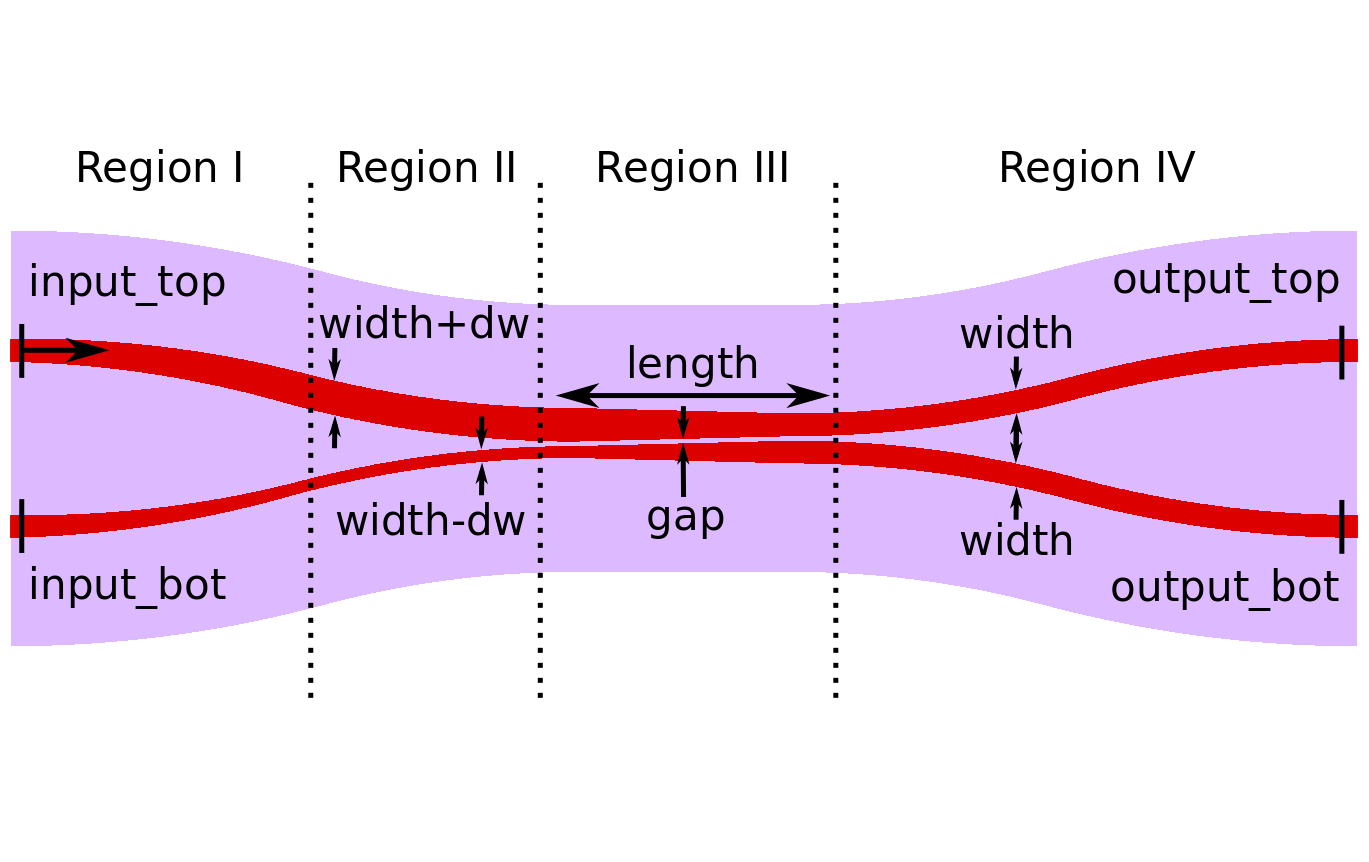 Region I
Region II
Region III
Region IV
input_top
output_top
width+dw
width
length
width-dw
gap
width
input_bot
output_bot